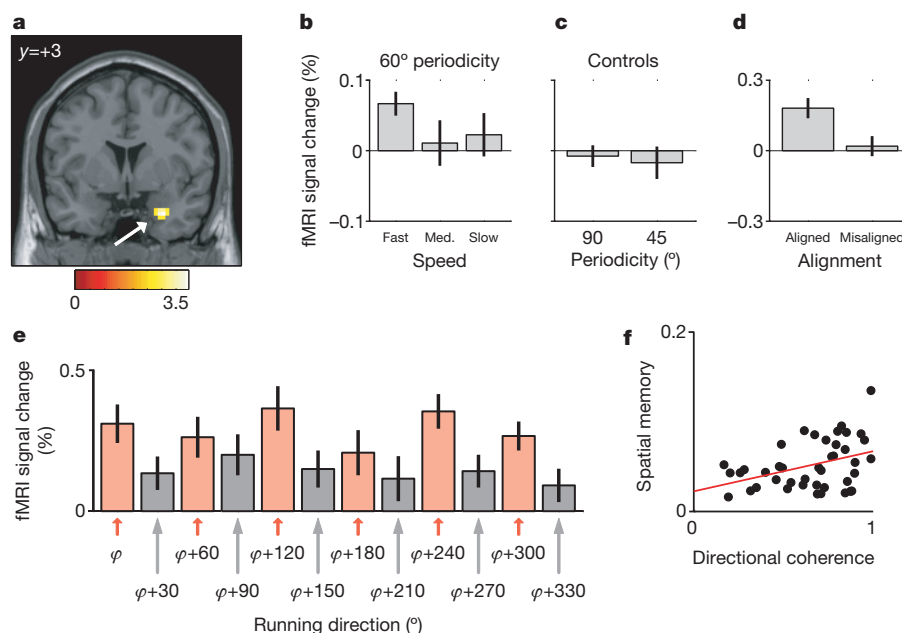 a
y=+3
0 3.5
b
60º periodicity
fMRI signal change (%)
0.1
0
−0.1
Fast Med. Slow
Speed
c
Controls
90 45
Periodicity (º)
d
0.3
0
−0.3
Aligned Misaligned
Alignment
e
fMRI signal change
(%)
0.5
0
φ φ+60 φ+120 φ+180 φ+240 φ+300
φ+30 φ+90 φ+150 φ+210 φ+270 φ+330
Running direction (º)
f
Spatial memory
0.2
0
0 1
Directional coherence